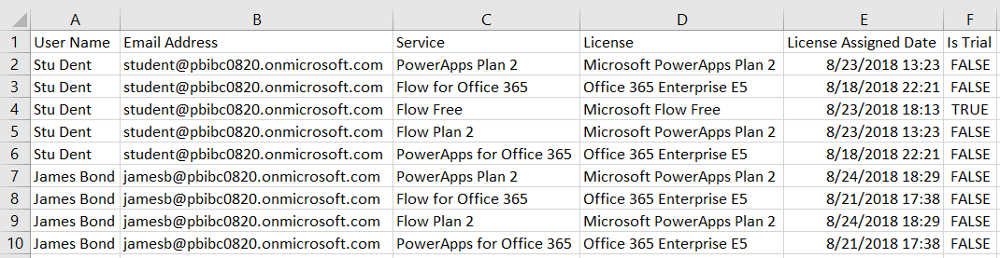 A B C D E F
1 User Name Email Address Service License License Assigned Date Is Trial
2 Stu Dent student@pbibc0820.onmicrosoft.com PowerApps Plan 2 Microsoft PowerApps Plan 2 8/23/2018 13:23 FALSE
3 Stu Dent student@pbibc0820.onmicrosoft.com Flow for Office 365 Office 365 Enterprise E5 8/18/2018 22:21 FALSE
4 Stu Dent student@pbibc0820.onmicrosoft.com Flow Free Microsoft Flow Free 8/23/2018 18:13 TRUE
5 Stu Dent student@pbibc0820.onmicrosoft.com Flow Plan 2 Microsoft PowerApps Plan 2 8/23/2018 13:23 FALSE
6 Stu Dent student@pbibc0820.onmicrosoft.com PowerApps for Office 365 Office 365 Enterprise E5 8/18/2018 22:21 FALSE
7 James Bond jamesb@pbibc0820.onmicrosoft.com PowerApps Plan 2 Microsoft PowerApps Plan 2 8/24/2018 18:29 FALSE
8 James Bond jamesb@pbibc0820.onmicrosoft.com Flow for Office 365 Office 365 Enterprise E5 8/21/2018 17:38 FALSE
9 James Bond jamesb@pbibc0820.onmicrosoft.com Flow Plan 2 Microsoft PowerApps Plan 2 8/24/2018 18:29 FALSE
10 James Bond jamesb@pbibc0820.onmicrosoft.com PowerApps for Office 365 Office 365 Enterprise E5 8/21/2018 17:38 FALSE